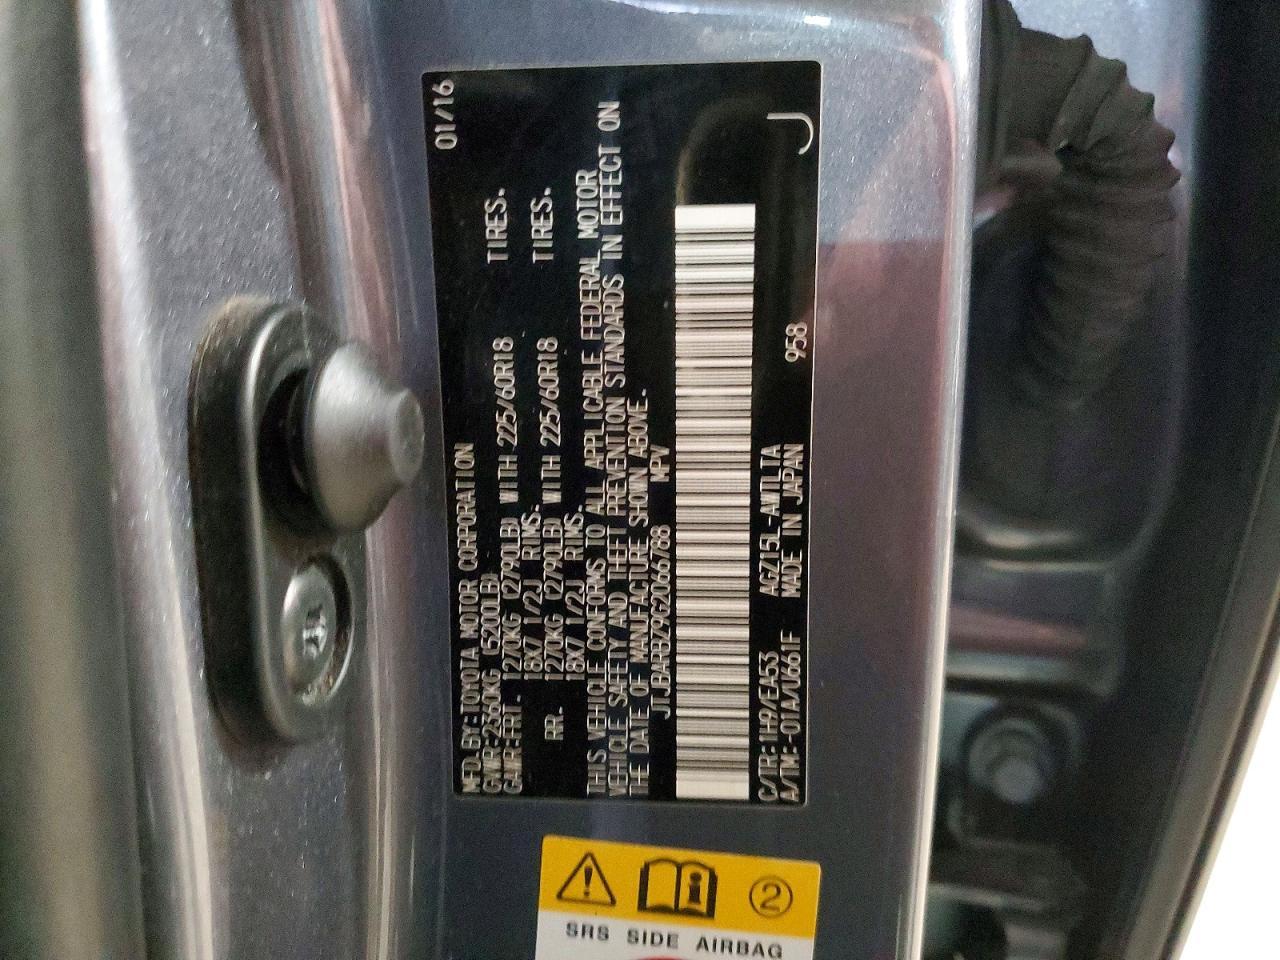 MFD. BY: TOYOTA MOTOR CORPORATION 01/16
GVWR: 2360KG (5200LB)
GAWR: FRT. 1270KG (2790LB) WITH 225/60R18 TIRES.
18X7 1/2J RIMS.
RR. 1270KG (2790LB) WITH 225/60R18 TIRES.
18X7 1/2J RIMS.
THIS VEHICLE CONFORMS TO ALL APPLICABLE FEDERAL MOTOR
VEHICLE SAFETY AND THEFT PREVENTION STANDARDS IN EFFECT ON
THE DATE OF MANUFACTURE SHOWN ABOVE.
JTJBARBZ9G2066788 MPV
C/TR: 1H9/EA53 AGZ15L-AWTLTA
A/TM: -01A/U661F MADE IN JAPAN 958
J
2
SRS SIDE AIRBAG